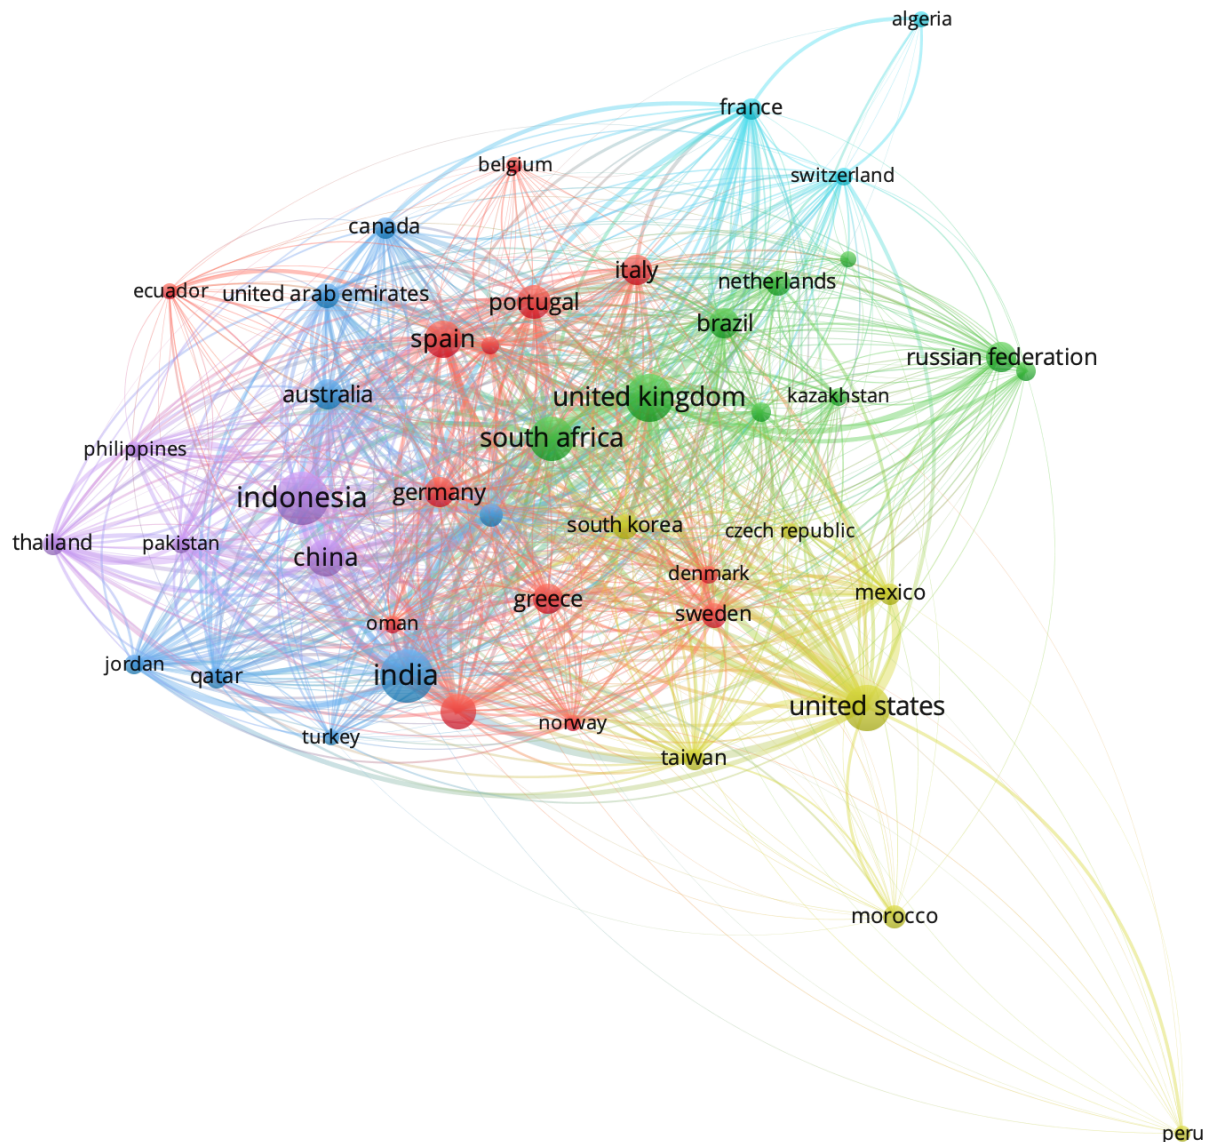 algeria
france
belgium
switzerland
canada
italy
netherlands
ecuador
united arab emirates
portugal
brazil
spain
russian federation
australia
united kingdom
kazakhstan
south africa
philippines
indonesia
germany
south korea
czech republic
thailand
pakistan
china
denmark
mexico
greece
sweden
oman
jordan
qatar
india
united states
norway
turkey
taiwan
morocco
peru